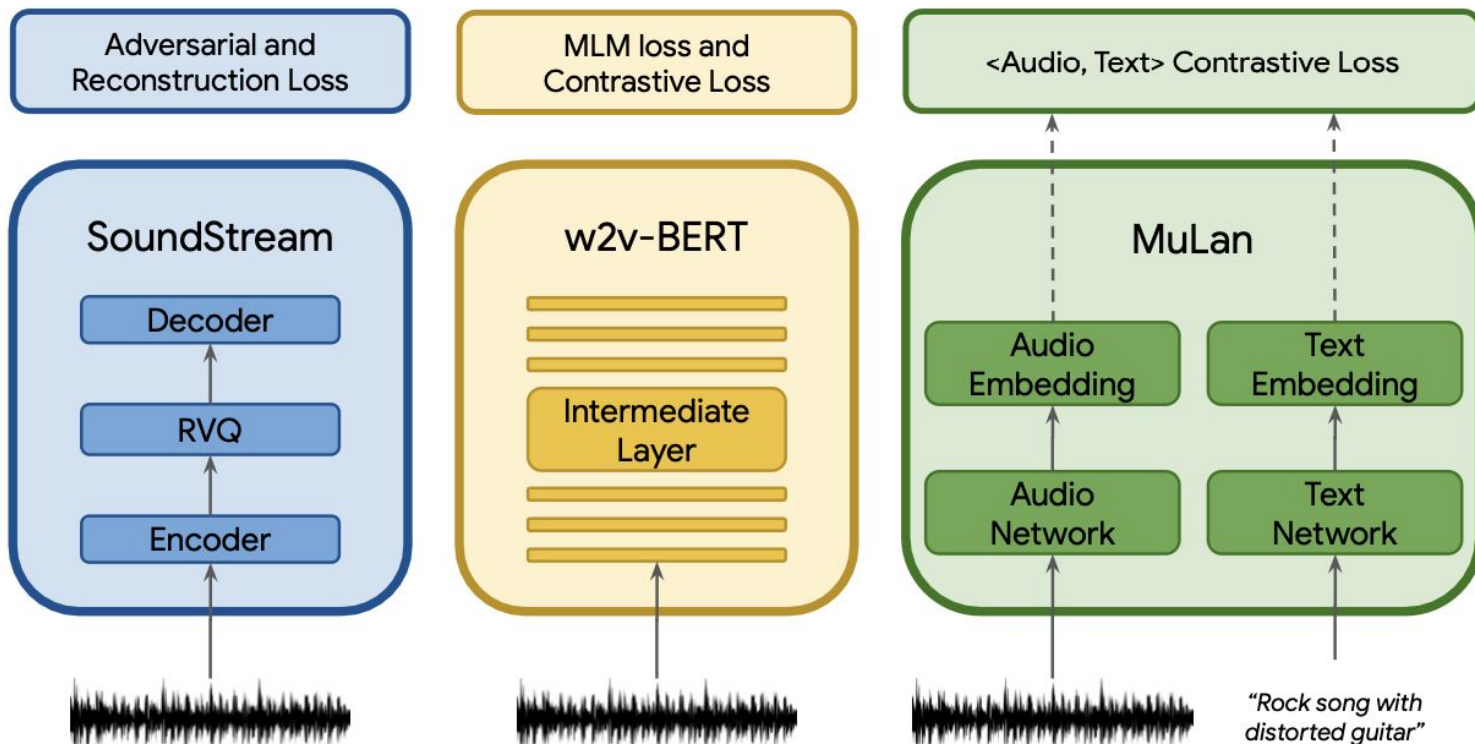 Adversarial and
Reconstruction Loss
MLM loss and
Contrastive Loss
<Audio, Text> Contrastive Loss
SoundStream
Decoder
RVQ
Encoder
w2v-BERT
Intermediate
Layer
MuLan
Audio
Embedding
Text
Embedding
Audio
Network
Text
Network
“Rock song with
distorted guitar”